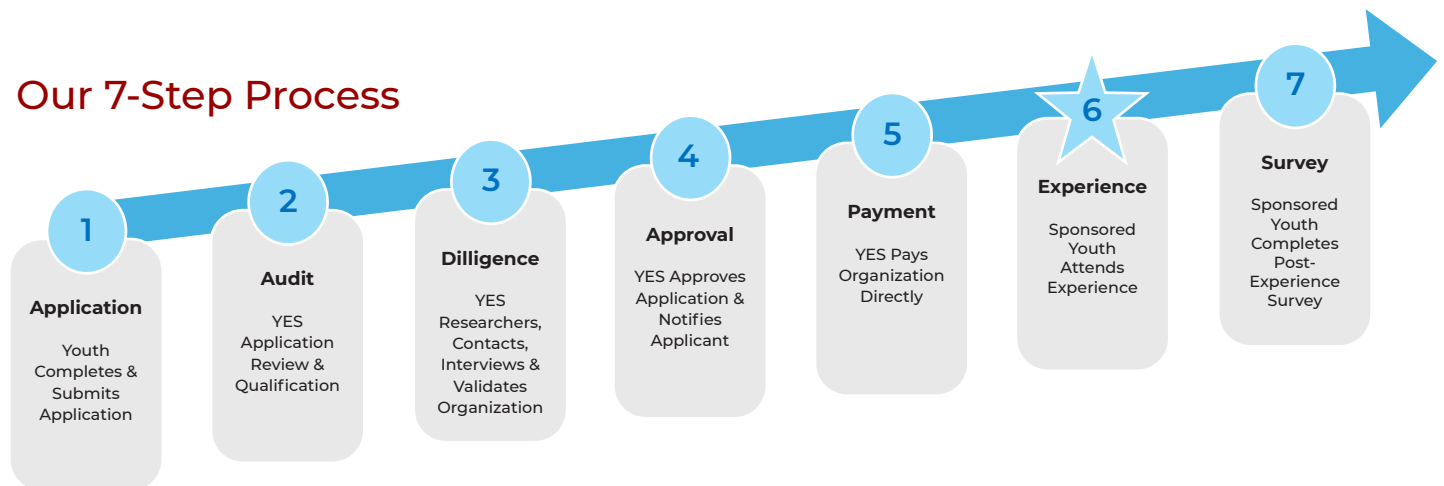 Our 7-Step Process
1
Application
Youth
Completes &
Submits
Application
2
Audit
YES
Application
Review &
Qualification
3
Dilligence
YES
Researchers,
Contacts,
Interviews &
Validates
Organization
4
Approval
YES Approves
Application &
Notifies
Applicant
5
Payment
YES Pays
Organization
Directly
6
Experience
Sponsored
Youth
Attends
Experience
7
Survey
Sponsored
Youth
Completes
Post-
Experience
Survey